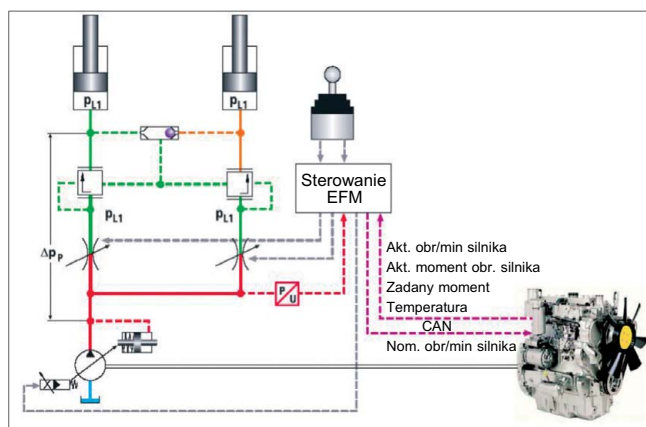 pL1
pL1
Sterowanie
EFM
pL1
pL1
ΔpP
Akt. obr/min silnika
Akt. moment obr. silnika
Zadany moment
Temperatura
CAN
Nom. obr/min silnika
P
U